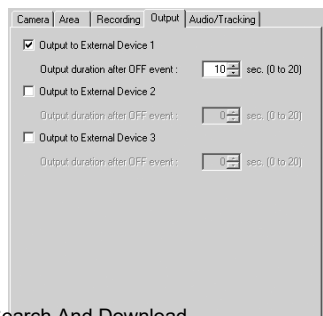 Camera Area Recording Output Audio/Tracking
Output to External Device 1
Output duration after OFF event : 10 sec. (0 to 20)
Output to External Device 2
Output duration after OFF event : 0 sec. (0 to 20)
Output to External Device 3
Output duration after OFF event : 0 sec. (0 to 20)
Search And Download